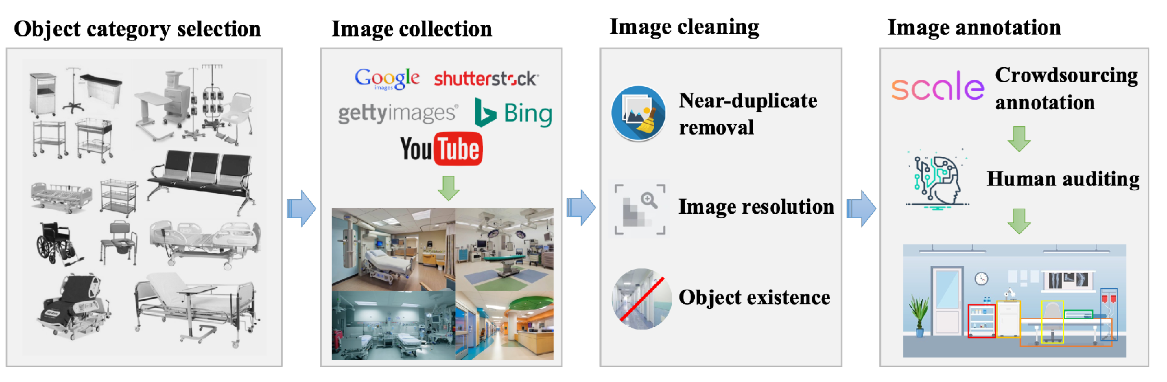 Object category selection
Image collection
Image cleaning
Image annotation
Google
images
shutterstock
gettyimages®
Bing
YouTube
Near-duplicate
removal
Image resolution
Object existence
scale
Crowdsourcing
annotation
Human auditing